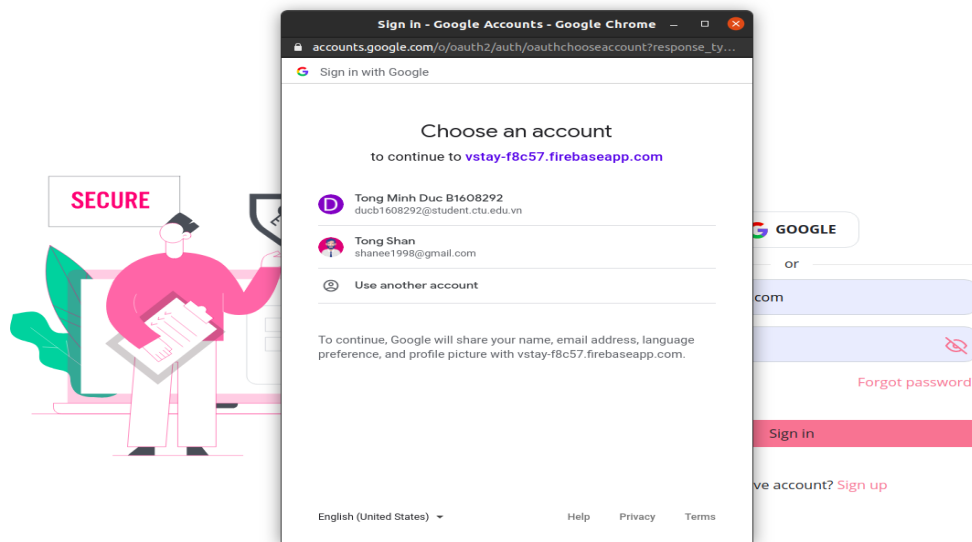 Sign in - Google Accounts - Google Chrome
accounts.google.com/o/oauth2/auth/oauthchooseaccount?response_ty...
Sign in with Google
Choose an account
to continue to vstay-f8c57.firebaseapp.com
Tong Minh Duc B1608292
ducb1608292@student.ctu.edu.vn
Tong Shan
shanee1998@gmail.com
Use another account
To continue, Google will share your name, email address, language
preference, and profile picture with vstay-f8c57.firebaseapp.com.
English (United States)
Help
Privacy
Terms
SECURE
D
GOOGLE
or
com
Forgot password
Sign in
ve account? Sign up